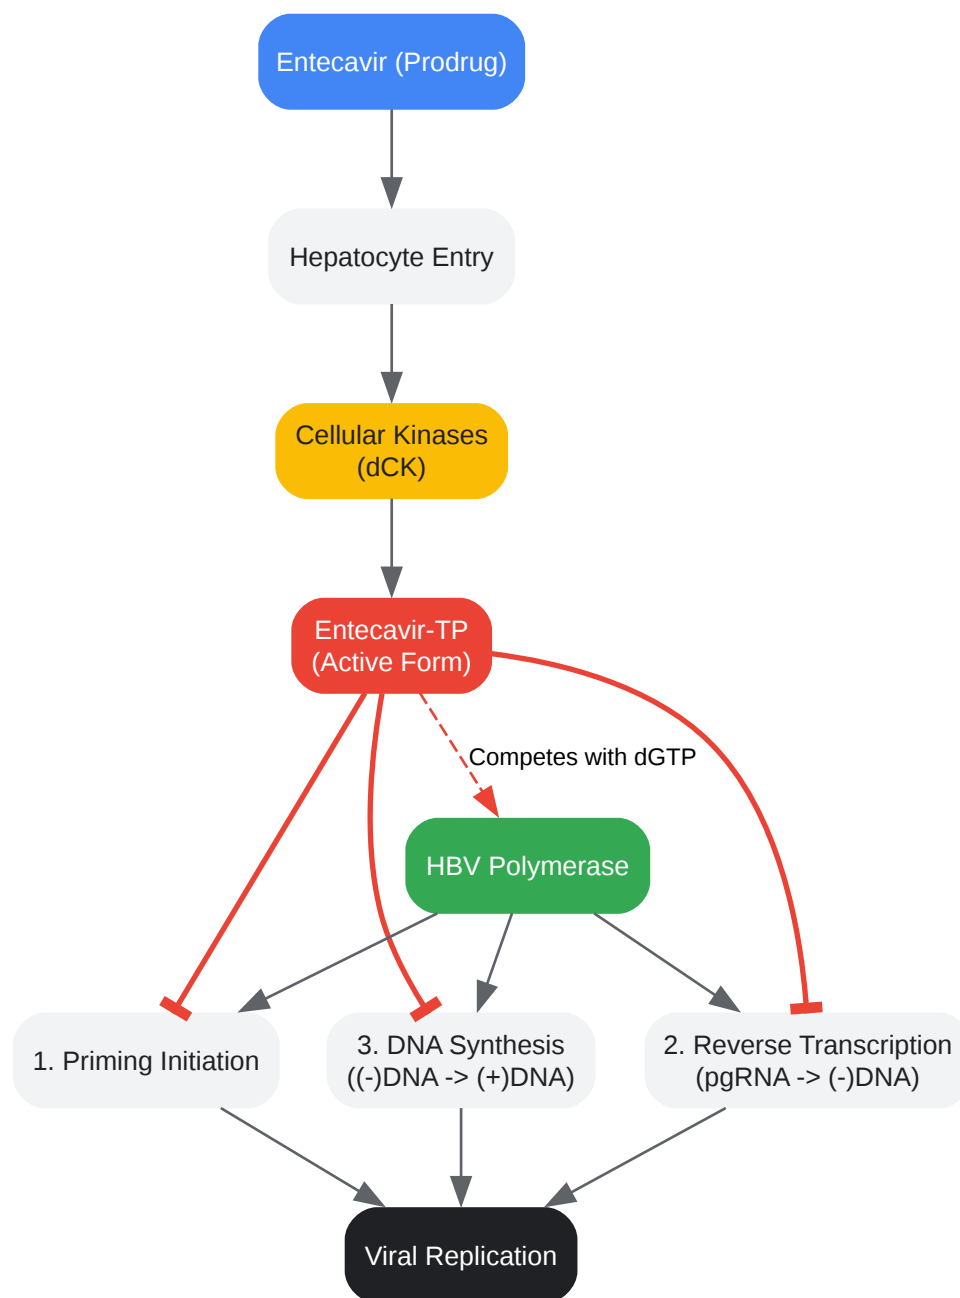 Entecavir (Prodrug)
Hepatocyte Entry
Cellular Kinases
(dCK)
Entecavir-TP
(Active Form)
Competes with dGTP
HBV Polymerase
1. Priming Initiation
3. DNA Synthesis
((-)DNA -> (+)DNA)
2. Reverse Transcription
(pgRNA -> (-)DNA)
Viral Replication